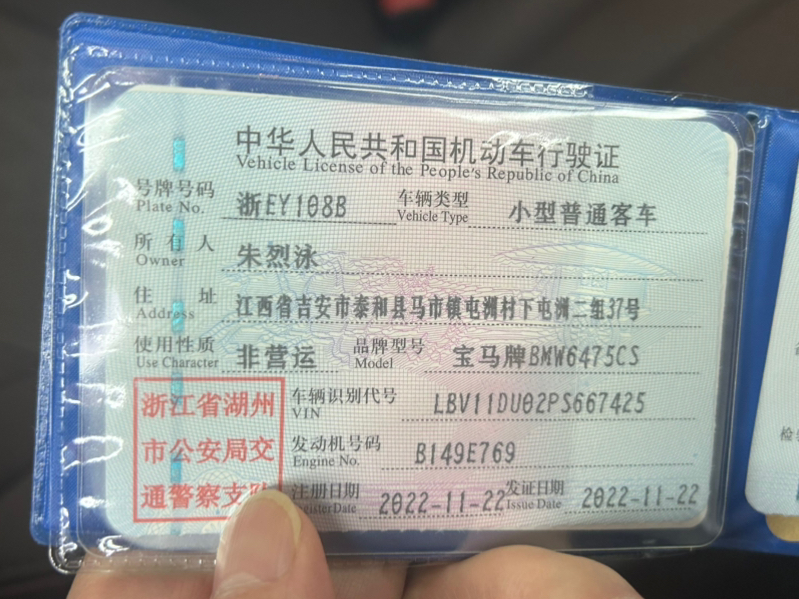 中华人民共和国机动车行驶证
Vehicle License of the People's Republic of China
号牌号码 浙EY108B 车辆类型 小型普通客车
Plate No. Vehicle Type
所有人 朱烈泳
Owner
住址 江西省吉安市泰和县马市镇屯洲村下屯洲二组37号
Address
使用性质 非营运 品牌型号 宝马牌BMW6475CS
Use Character Model
浙江省湖州 车辆识别代号 LBV11DU02PS667425
VIN
市公安局交 发动机号码 B149E769
Engine No.
通警察支队 注册日期 2022-11-22 发证日期 2022-11-22
Register Date Issue Date